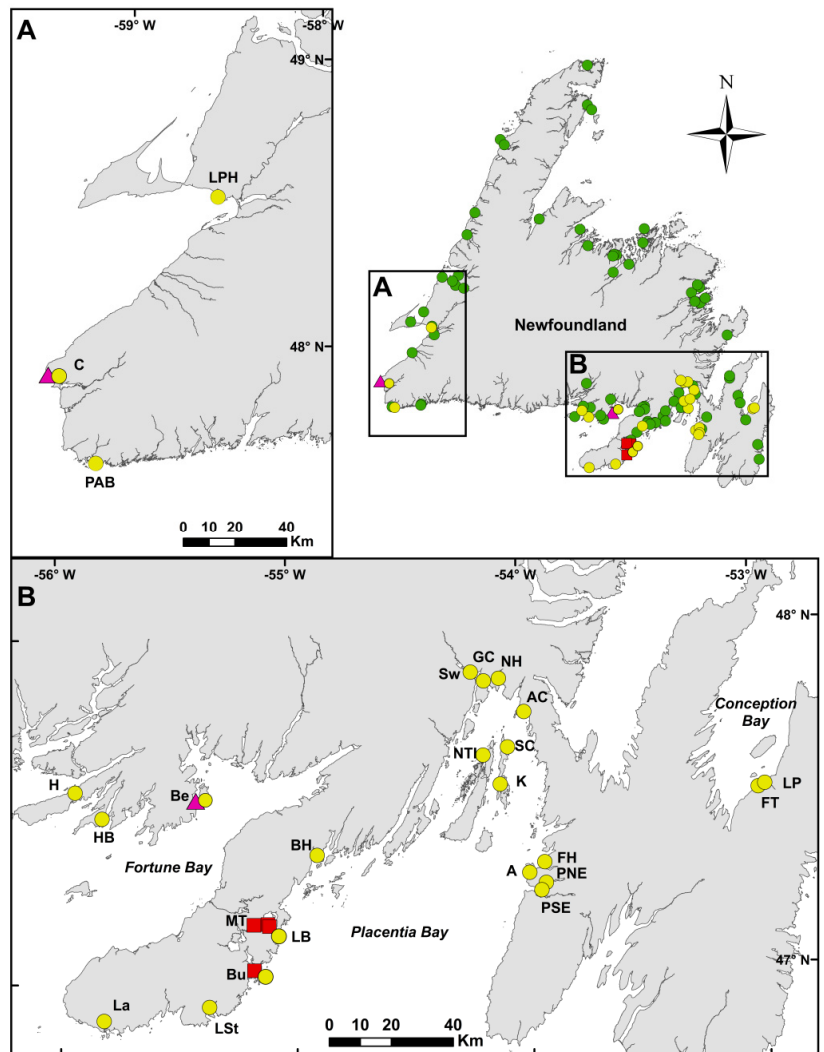 A
-59° W
-58° W
49° N
LPH
48° N
C
PAB
0 10 20 40
Km
N
A
Newfoundland
B
B
-56° W
-55° W
-54° W
-53° W
48° N
GC
NH
Sw
AC
Conception
Bay
NTI
SC
K
H
Be
HB
LP
FT
BH
Fortune Bay
A
FH
PNE
PSE
MT
LB
Placentia Bay
47° N
Bu
La
LSt
0 10 20 40
Km